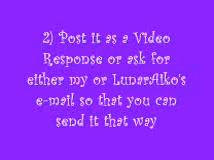 2) Post it as a Video
Response or ask for
either my or LunarAiko's
e-mail so that you can
send it that way